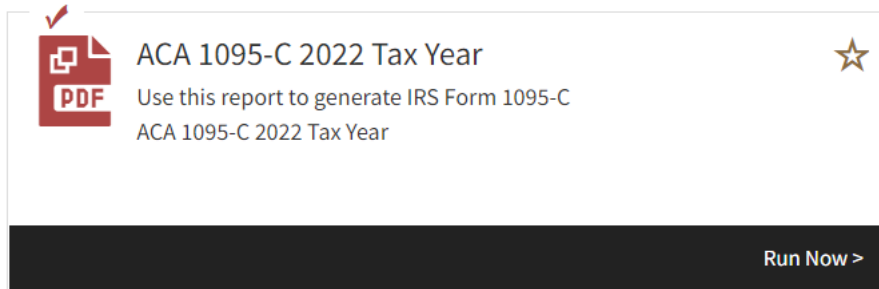 ACA 1095-C 2022 Tax Year
PDF
Use this report to generate IRS Form 1095-C
ACA 1095-C 2022 Tax Year
Run Now >